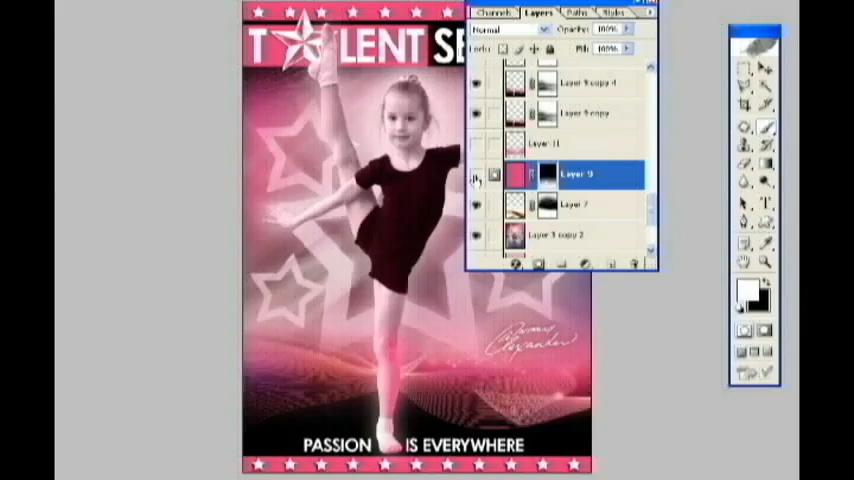 Channels Layers Paths Styles
Normal Opacity: 100%
Lock: Fill: 100%
Layer 9 copy 4
Layer 9 copy
Layer 11
Layer 9
Layer 7
Layer 3 copy 2
T LENT SE
Alexander
PASSION IS EVERYWHERE